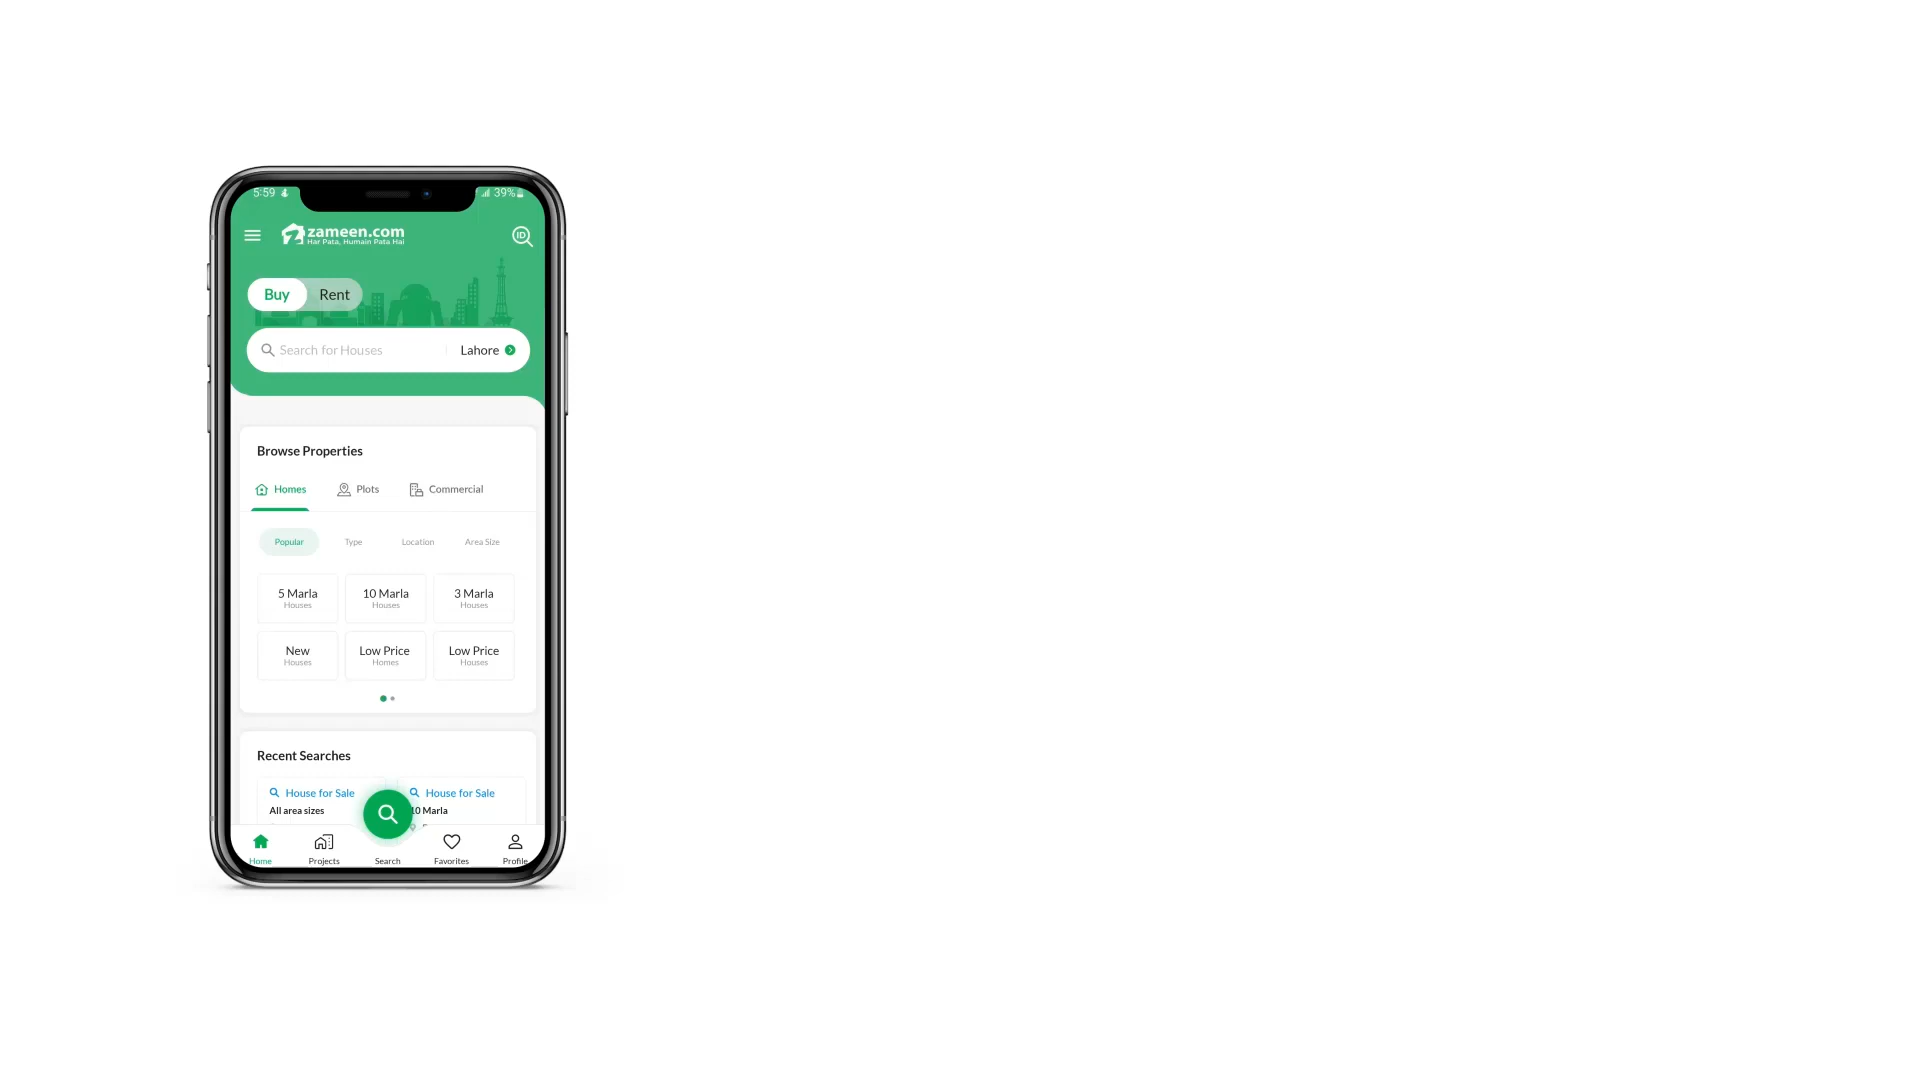 5:59 39%
zameen.com
Har Pata, Humain Pata Hai
ID
Buy Rent
Search for Houses Lahore
Browse Properties
Homes Plots Commercial
Popular Type Location Area Size
5 Marla 10 Marla 3 Marla
Houses Houses Houses
New Low Price Low Price
Houses Homes Houses
Recent Searches
House for Sale House for Sale
All area sizes 10 Marla
Home Projects Search Favorites Profile